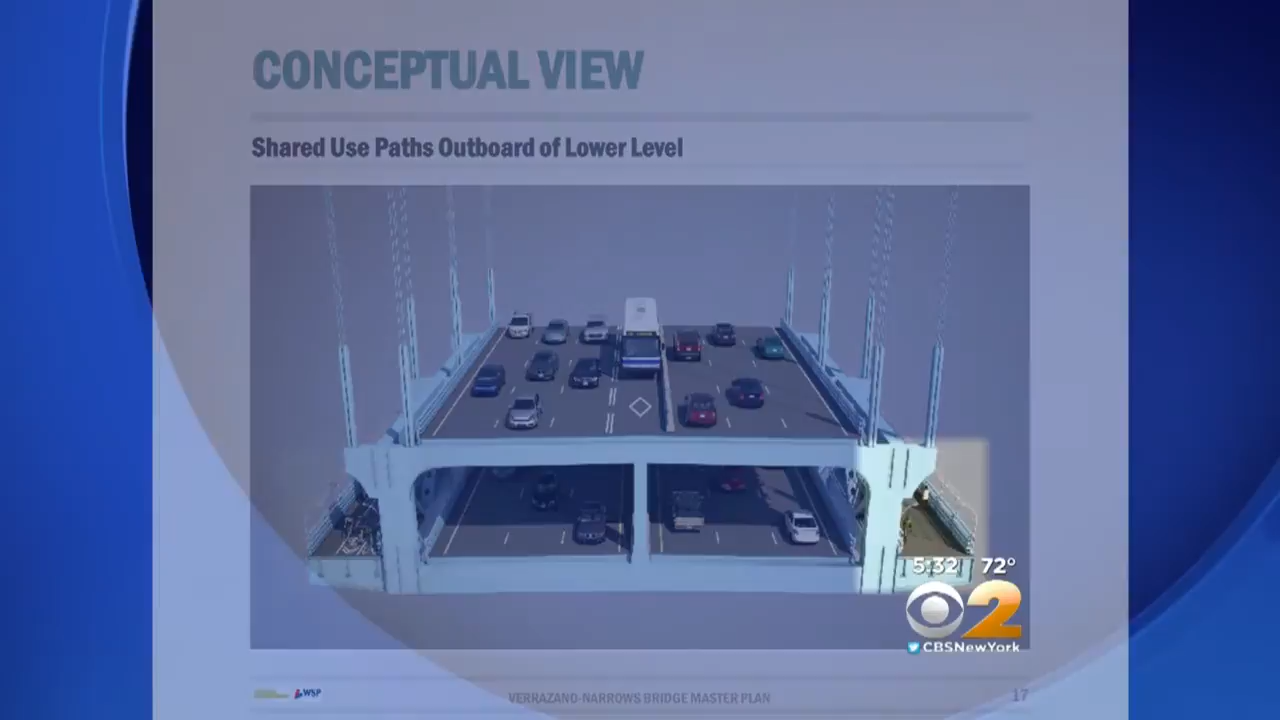 CONCEPTUAL VIEW
Shared Use Paths Outboard of Lower Level
5:32 72°
2
CBSNewYork
WSP
VERRAZANO-NARROWS BRIDGE MASTER PLAN
17